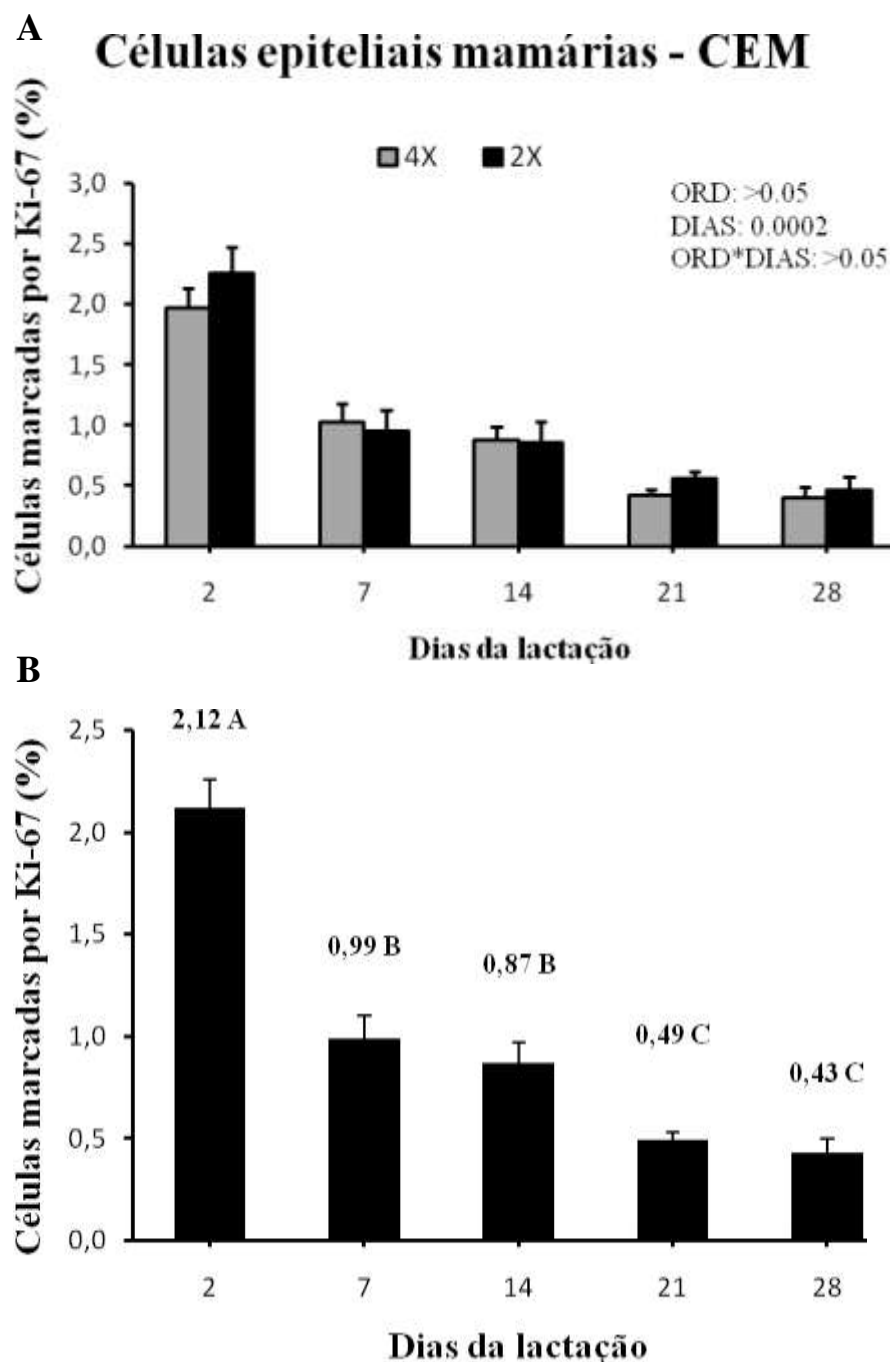 A
Células epiteliais mamárias - CEM
Células marcadas por Ki-67 (%)
4X 2X
ORD: >0.05
DIAS: 0.0002
ORD*DIAS: >0.05
3,0
2,5
2,0
1,5
1,0
0,5
0,0
2 7 14 21 28
Dias da lactação
B
Células marcadas por Ki-67 (%)
2,5
2,0
1,5
1,0
0,5
0,0
2,12 A
0,99 B
0,87 B
0,49 C
0,43 C
2 7 14 21 28
Dias da lactação